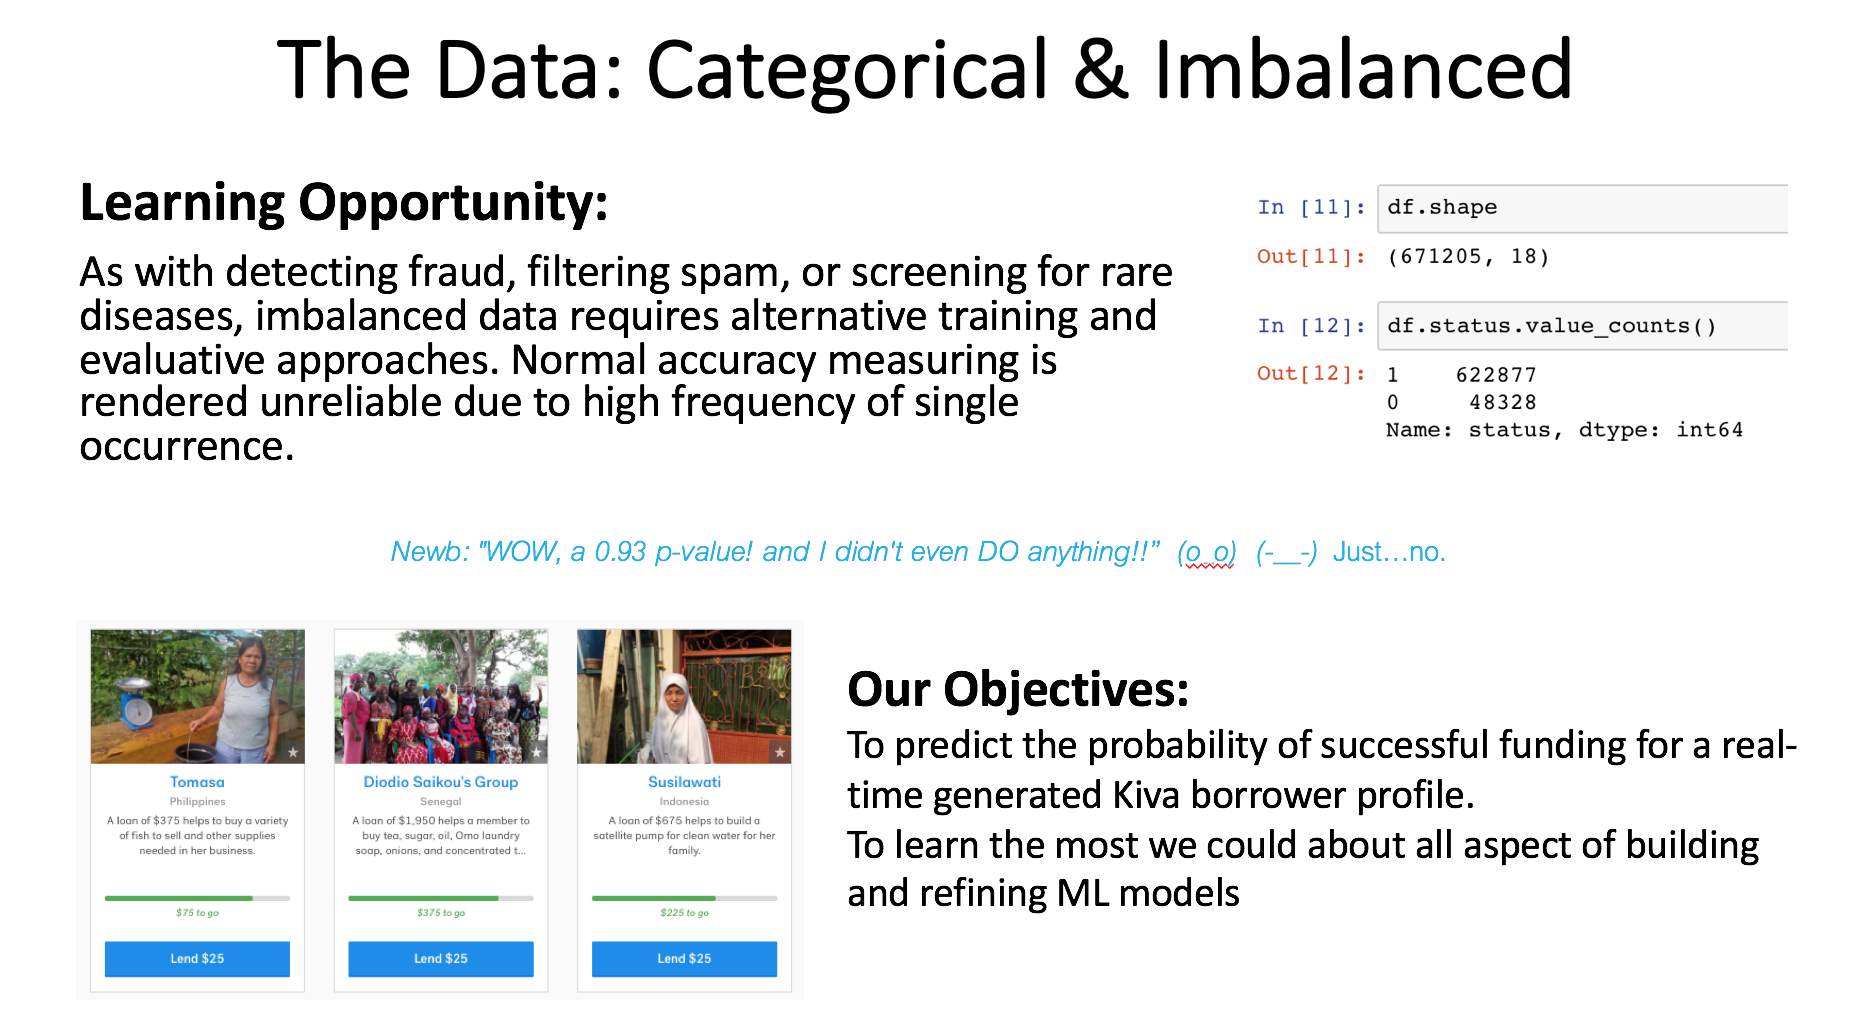 The Data: Categorical & Imbalanced
Learning Opportunity:
As with detecting fraud, filtering spam, or screening for rare
diseases, imbalanced data requires alternative training and
evaluative approaches. Normal accuracy measuring is
rendered unreliable due to high frequency of single
occurrence.
In [11]: df.shape
Out[11]: (671205, 18)
In [12]: df.status.value_counts()
Out[12]: 1 622877
0 48328
Name: status, dtype: int64
Newb: "WOW, a 0.93 p-value! and I didn't even DO anything!!” (o_o) (-__-) Just…no.
Tomasa
Philippines
A loan of $375 helps to buy a variety
of fish to sell and other supplies
needed in her business.
$75 to go
Lend $25
Diodio Saikou's Group
Senegal
A loan of $1,950 helps a member to
buy tea, sugar, oil, Omo laundry
soap, onions, and concentrated t...
$375 to go
Lend $25
Susilawati
Indonesia
A loan of $675 helps to build a
satellite pump for clean water for her
family.
$225 to go
Lend $25
Our Objectives:
To predict the probability of successful funding for a real-
time generated Kiva borrower profile.
To learn the most we could about all aspect of building
and refining ML models